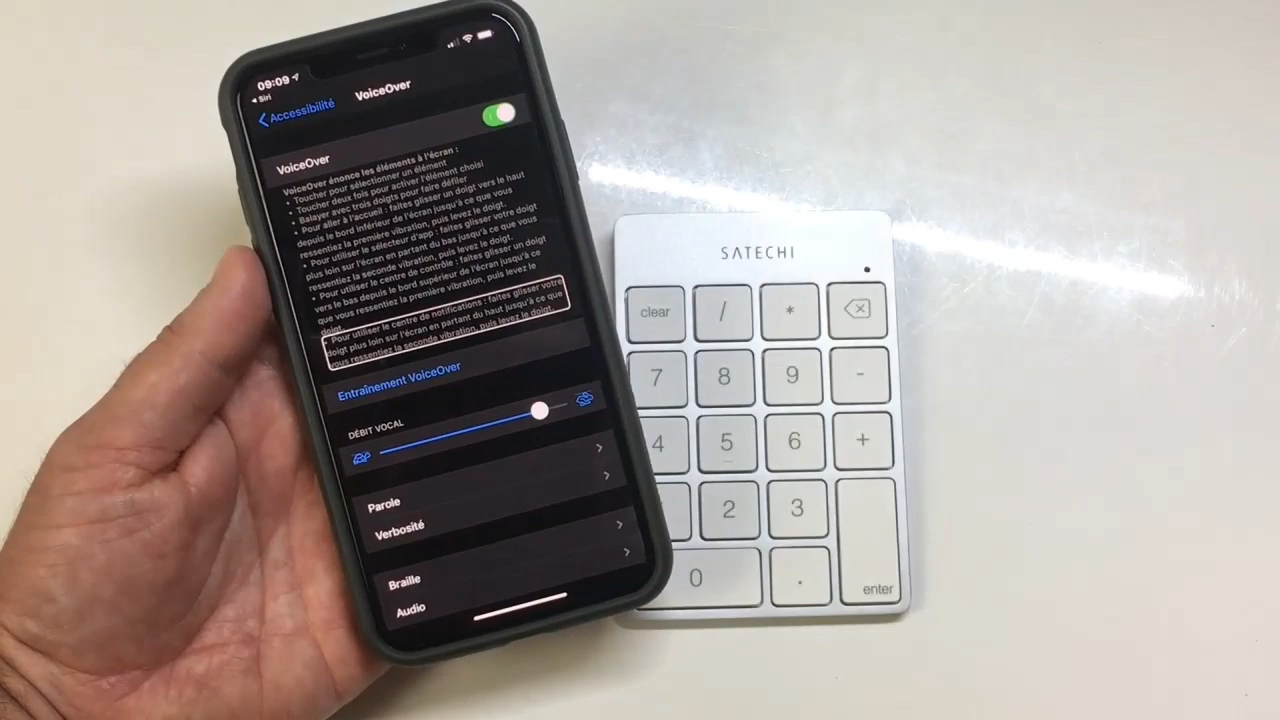 09:09
Siri
Accessibilité
VoiceOver
VoiceOver
VoiceOver énonce les éléments à l'écran :
• Toucher pour sélectionner un élément
• Toucher deux fois pour activer l'élément choisi
• Balayer avec trois doigts pour faire défiler
• Pour aller à l'accueil : faites glisser un doigt vers le haut
depuis le bord inférieur de l'écran jusqu'à ce que vous
ressentiez la première vibration, puis levez le doigt.
• Pour utiliser le sélecteur d'app : faites glisser votre doigt
plus loin sur l'écran en partant du bas jusqu'à ce que vous
ressentiez la seconde vibration, puis levez le doigt.
• Pour utiliser le centre de contrôle : faites glisser un doigt
vers le bas depuis le bord supérieur de l'écran jusqu'à ce
que vous ressentiez la première vibration, puis levez le
doigt.
• Pour utiliser le centre de notifications : faites glisser votre
doigt plus loin sur l'écran en partant du haut jusqu'à ce que
vous ressentiez la seconde vibration, puis levez le doigt.
Entraînement VoiceOver
DÉBIT VOCAL
Parole
Verbosité
Braille
Audio
SATECHI
clear / *
7 8 9 -
4 5 6 +
2 3
0 . enter